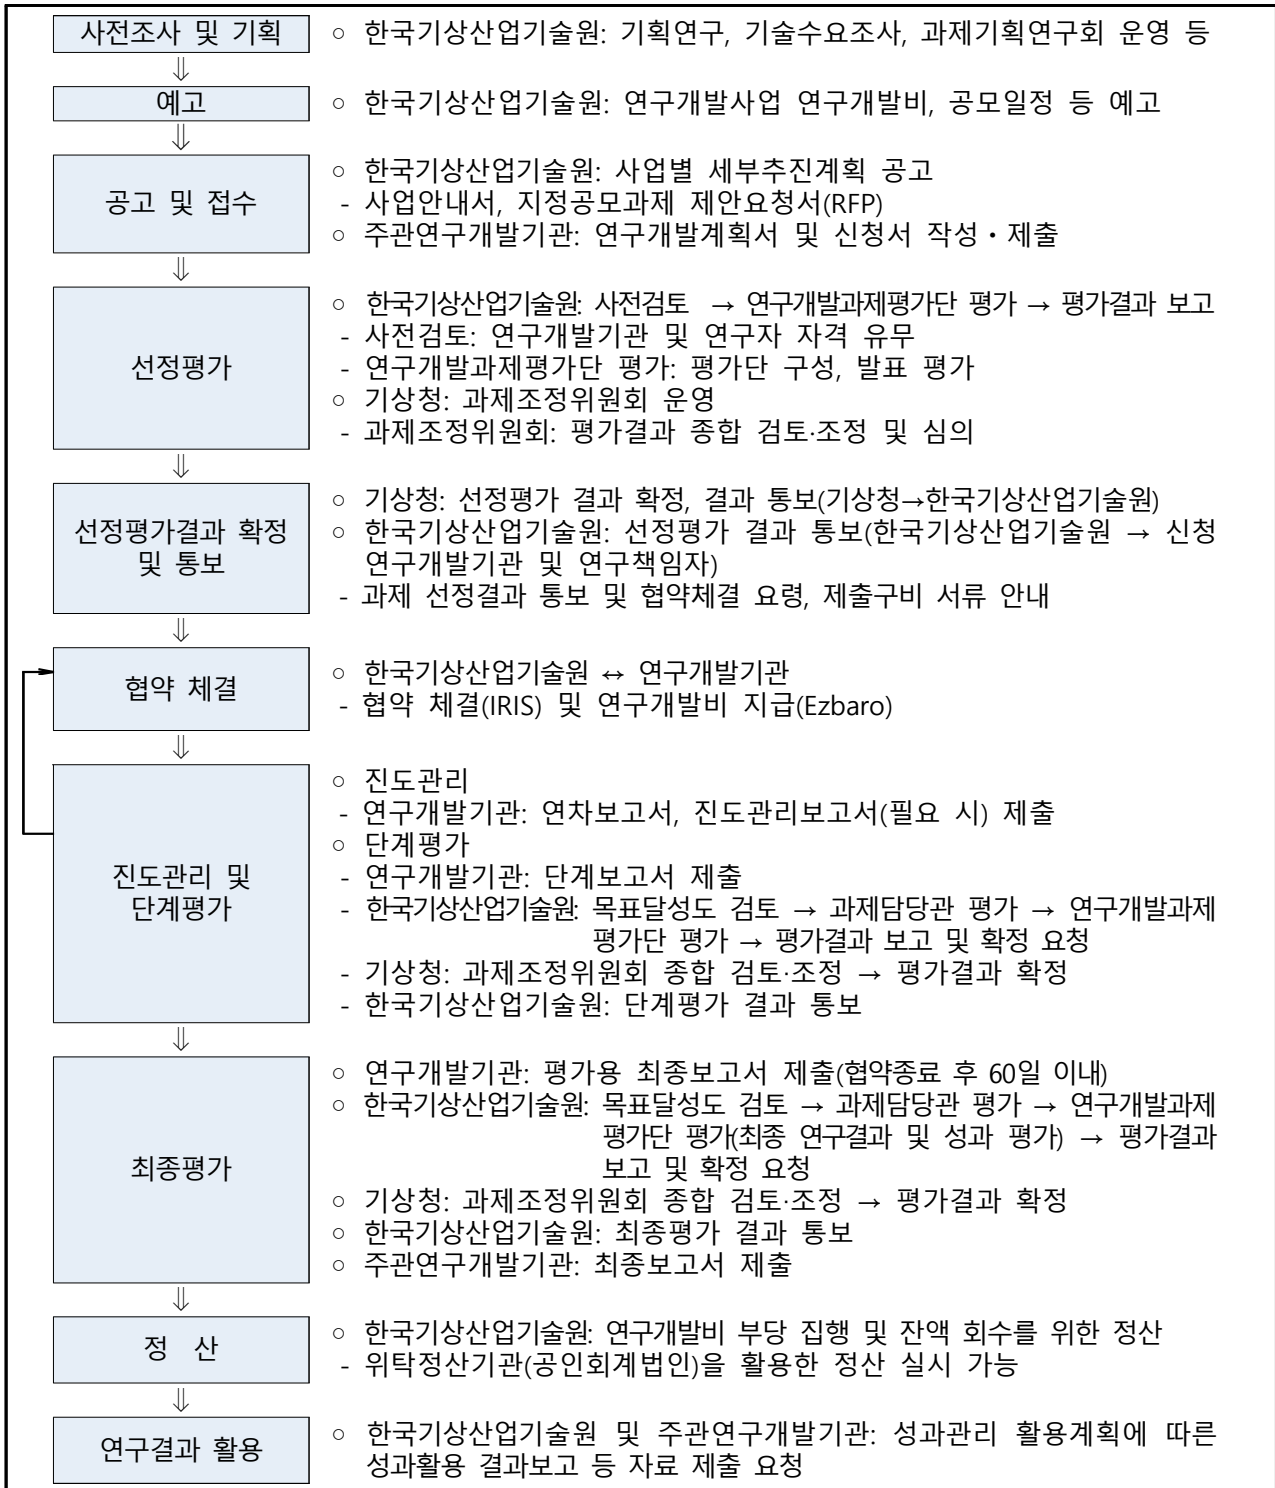 사전조사 및 기획
○ 한국기상산업기술원: 기획연구, 기술수요조사, 과제기획연구회 운영 등
⇓
예고
○ 한국기상산업기술원: 연구개발사업 연구개발비, 공모일정 등 예고
⇓
공고 및 접수
○ 한국기상산업기술원: 사업별 세부추진계획 공고
- 사업안내서, 지정공모과제 제안요청서(RFP)
○ 주관연구개발기관: 연구개발계획서 및 신청서 작성・제출
⇓
선정평가
○ 한국기상산업기술원: 사전검토 → 연구개발과제평가단 평가 → 평가결과 보고
- 사전검토: 연구개발기관 및 연구자 자격 유무
- 연구개발과제평가단 평가: 평가단 구성, 발표 평가
○ 기상청: 과제조정위원회 운영
- 과제조정위원회: 평가결과 종합 검토·조정 및 심의
⇓
선정평가결과 확정
및 통보
○ 기상청: 선정평가 결과 확정, 결과 통보(기상청→한국기상산업기술원)
○ 한국기상산업기술원: 선정평가 결과 통보(한국기상산업기술원 → 신청
연구개발기관 및 연구책임자)
- 과제 선정결과 통보 및 협약체결 요령, 제출구비 서류 안내
⇓
협약 체결
○ 한국기상산업기술원 ↔ 연구개발기관
- 협약 체결(IRIS) 및 연구개발비 지급(Ezbaro)
⇓
진도관리 및
단계평가
○ 진도관리
- 연구개발기관: 연차보고서, 진도관리보고서(필요 시) 제출
○ 단계평가
- 연구개발기관: 단계보고서 제출
- 한국기상산업기술원: 목표달성도 검토 → 과제담당관 평가 → 연구개발과제
평가단 평가 → 평가결과 보고 및 확정 요청
- 기상청: 과제조정위원회 종합 검토·조정 → 평가결과 확정
- 한국기상산업기술원: 단계평가 결과 통보
⇓
최종평가
○ 연구개발기관: 평가용 최종보고서 제출(협약종료 후 60일 이내)
○ 한국기상산업기술원: 목표달성도 검토 → 과제담당관 평가 → 연구개발과제
평가단 평가(최종 연구결과 및 성과 평가) → 평가결과
보고 및 확정 요청
○ 기상청: 과제조정위원회 종합 검토·조정 → 평가결과 확정
○ 한국기상산업기술원: 최종평가 결과 통보
○ 주관연구개발기관: 최종보고서 제출
⇓
정 산
○ 한국기상산업기술원: 연구개발비 부당 집행 및 잔액 회수를 위한 정산
- 위탁정산기관(공인회계법인)을 활용한 정산 실시 가능
⇓
연구결과 활용
○ 한국기상산업기술원 및 주관연구개발기관: 성과관리 활용계획에 따른
성과활용 결과보고 등 자료 제출 요청